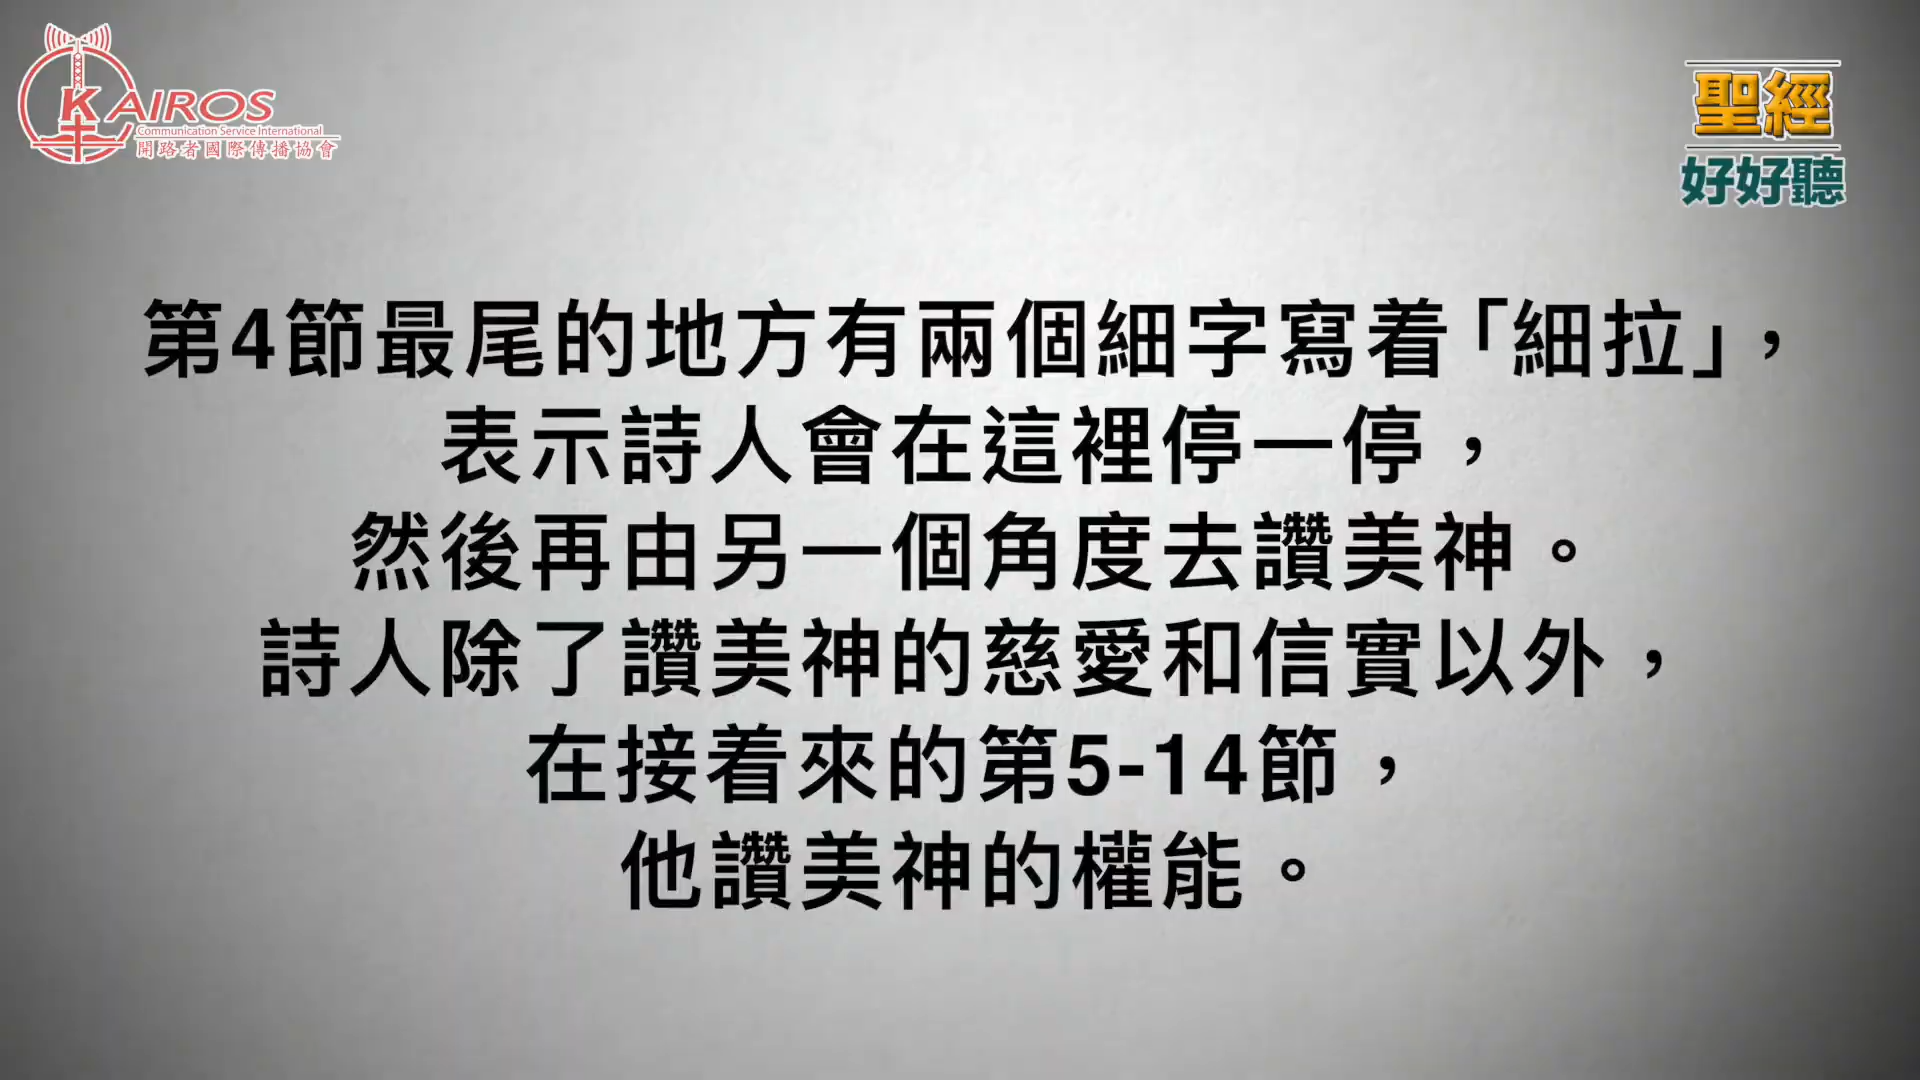 KAIROS
Communication Service International
開路者國際傳播協會
聖經
好好聽
第4節最尾的地方有兩個細字寫着「細拉」，
表示詩人會在這裡停一停，
然後再由另一個角度去讚美神。
詩人除了讚美神的慈愛和信實以外，
在接着來的第5-14節，
他讚美神的權能。